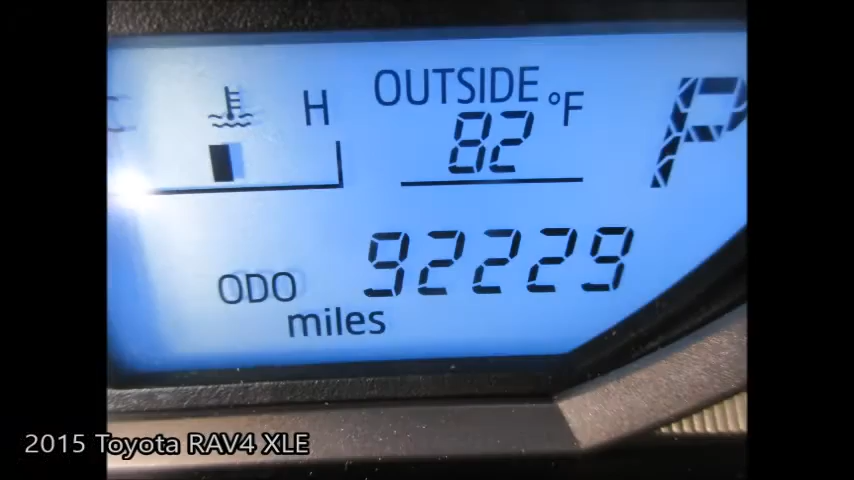 H
OUTSIDE
82 °F
P
ODO 92229
miles
2015 Toyota RAV4 XLE